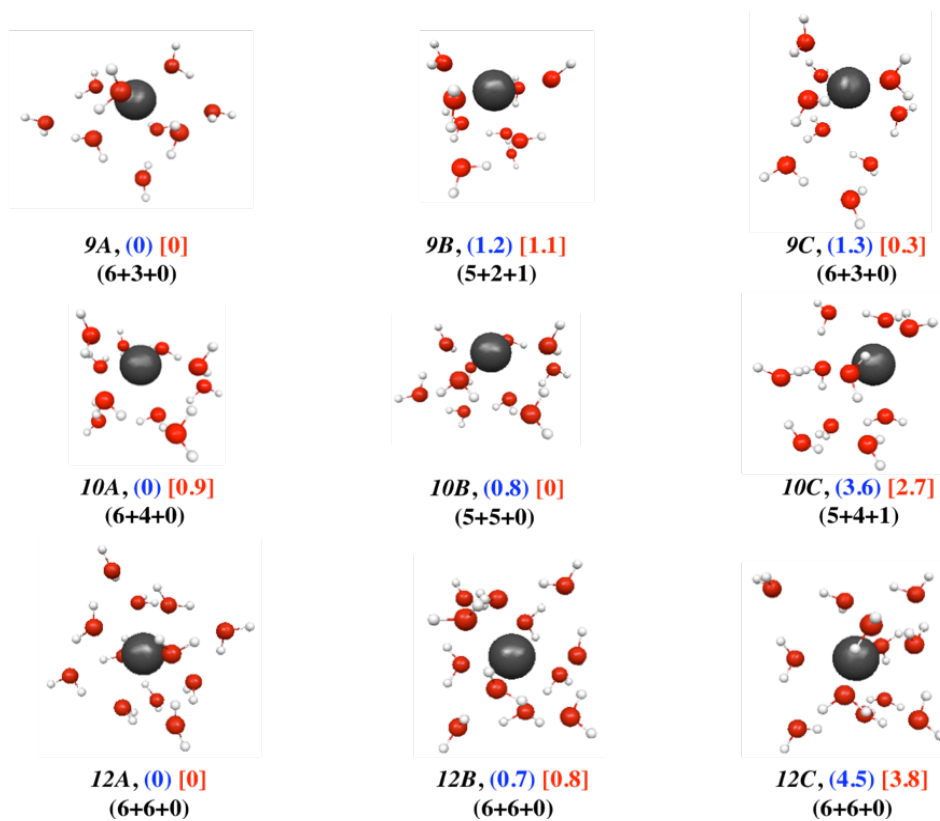 9A, (0) [0]
(6+3+0)
9B, (1.2) [1.1]
(5+2+1)
9C, (1.3) [0.3]
(6+3+0)
10A, (0) [0.9]
(6+4+0)
10B, (0.8) [0]
(5+5+0)
10C, (3.6) [2.7]
(5+4+1)
12A, (0) [0]
(6+6+0)
12B, (0.7) [0.8]
(6+6+0)
12C, (4.5) [3.8]
(6+6+0)